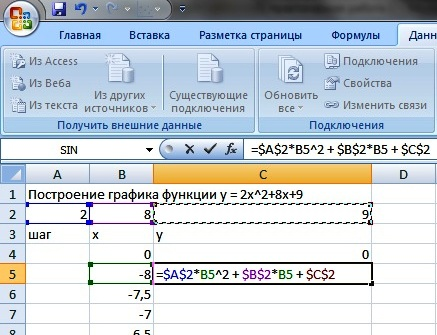 Главная Вставка Разметка страницы Формулы Данн
Из Access
Из Веба
Из текста
Из других источников
Существующие подключения
Получить внешние данные
Обновить все
Подключения
Свойства
Изменить связи
Подключения
SIN fx =$A$2*B5^2 + $B$2*B5 + $C$2
A B C D
1 Построение графика функции y = 2x^2+8x+9
2 2 8 9
3 шаг x y
4 0 0
5 -8 =$A$2*B5^2 + $B$2*B5 + $C$2
6 -7,5
7 -7
-6,5